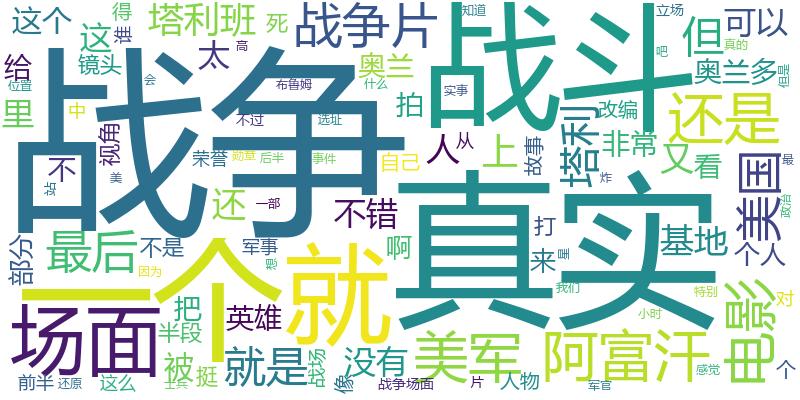 这个
得
谁
塔利班
死
战争片
战斗
知道
立场
可以
真的
这
太
高
但
吧
给
镜头
会
奥兰
奥兰多
但是
位置
布鲁姆
什么
战争
里
中
拍
实事
改编
还是
不过
选址
塔利
视角
人
从
上
非常
又
看
不
荣誉
勋章
后半
事件
自己
故事
美国
最
站
美
还
一部
不错
真实
炸
政治
打
部分
最后
不是
军事
想
啊
来
星
基地
个人
因为
一个
就
我们
特别
电影
对
场面
把
英雄
小时
半段
被
挺
就是
战场
没有
美军
阿富汗
感觉
前半
还原
这么
士兵
像
战争场面
片
人物
军官
个